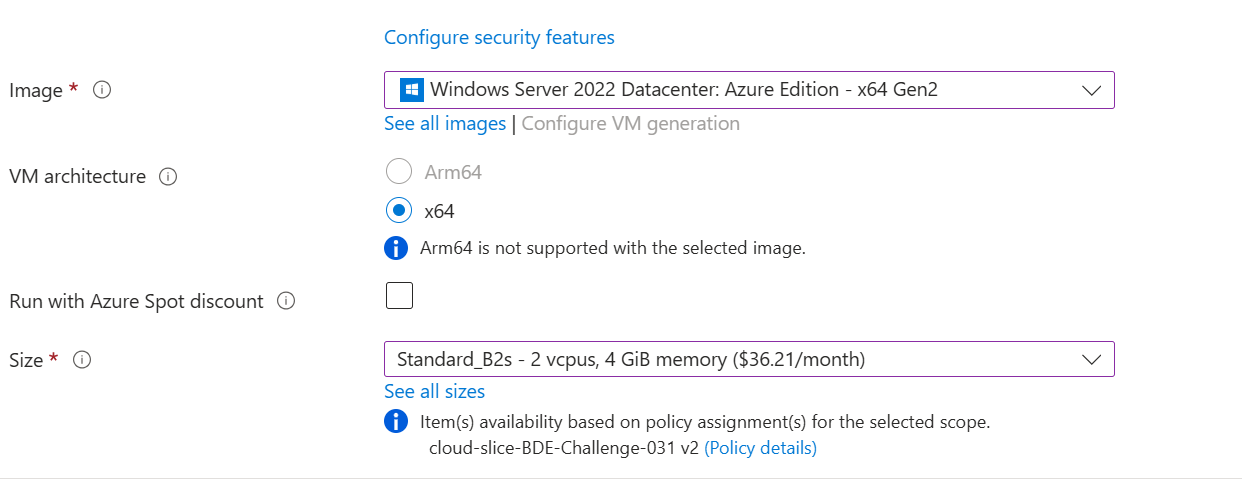 Configure security features
Image *
Windows Server 2022 Datacenter: Azure Edition - x64 Gen2
See all images | Configure VM generation
VM architecture
Arm64
x64
Arm64 is not supported with the selected image.
Run with Azure Spot discount
Size *
Standard_B2s - 2 vcpus, 4 GiB memory ($36.21/month)
See all sizes
Item(s) availability based on policy assignment(s) for the selected scope.
cloud-slice-BDE-Challenge-031 v2 (Policy details)